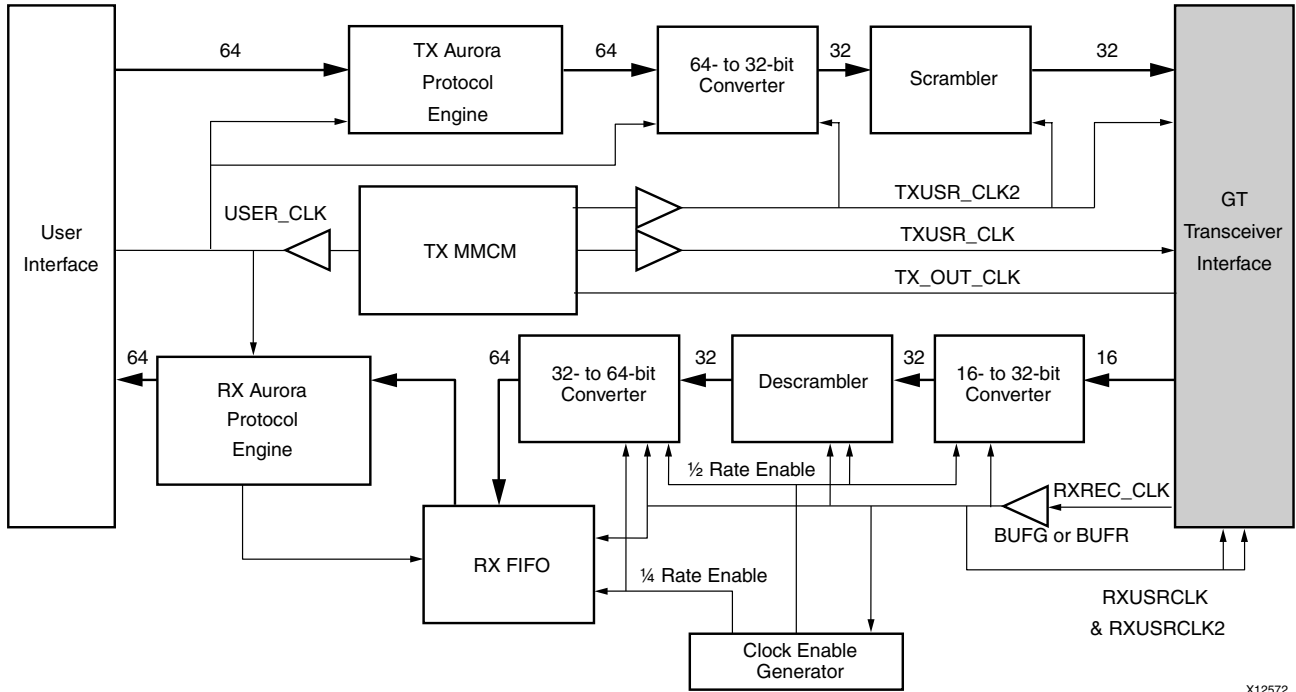 64
TX Aurora
Protocol
Engine
64
64- to 32-bit
Converter
32
Scrambler
32
User
Interface
USER_CLK
TX MMCM
TXUSR_CLK2
TXUSR_CLK
TX_OUT_CLK
GT
Transceiver
Interface
64
RX Aurora
Protocol
Engine
64
32- to 64-bit
Converter
32
Descrambler
32
16- to 32-bit
Converter
16
½ Rate Enable
RXREC_CLK
BUFG or BUFR
RX FIFO
¼ Rate Enable
RXUSRCLK
& RXUSRCLK2
Clock Enable
Generator
X12572